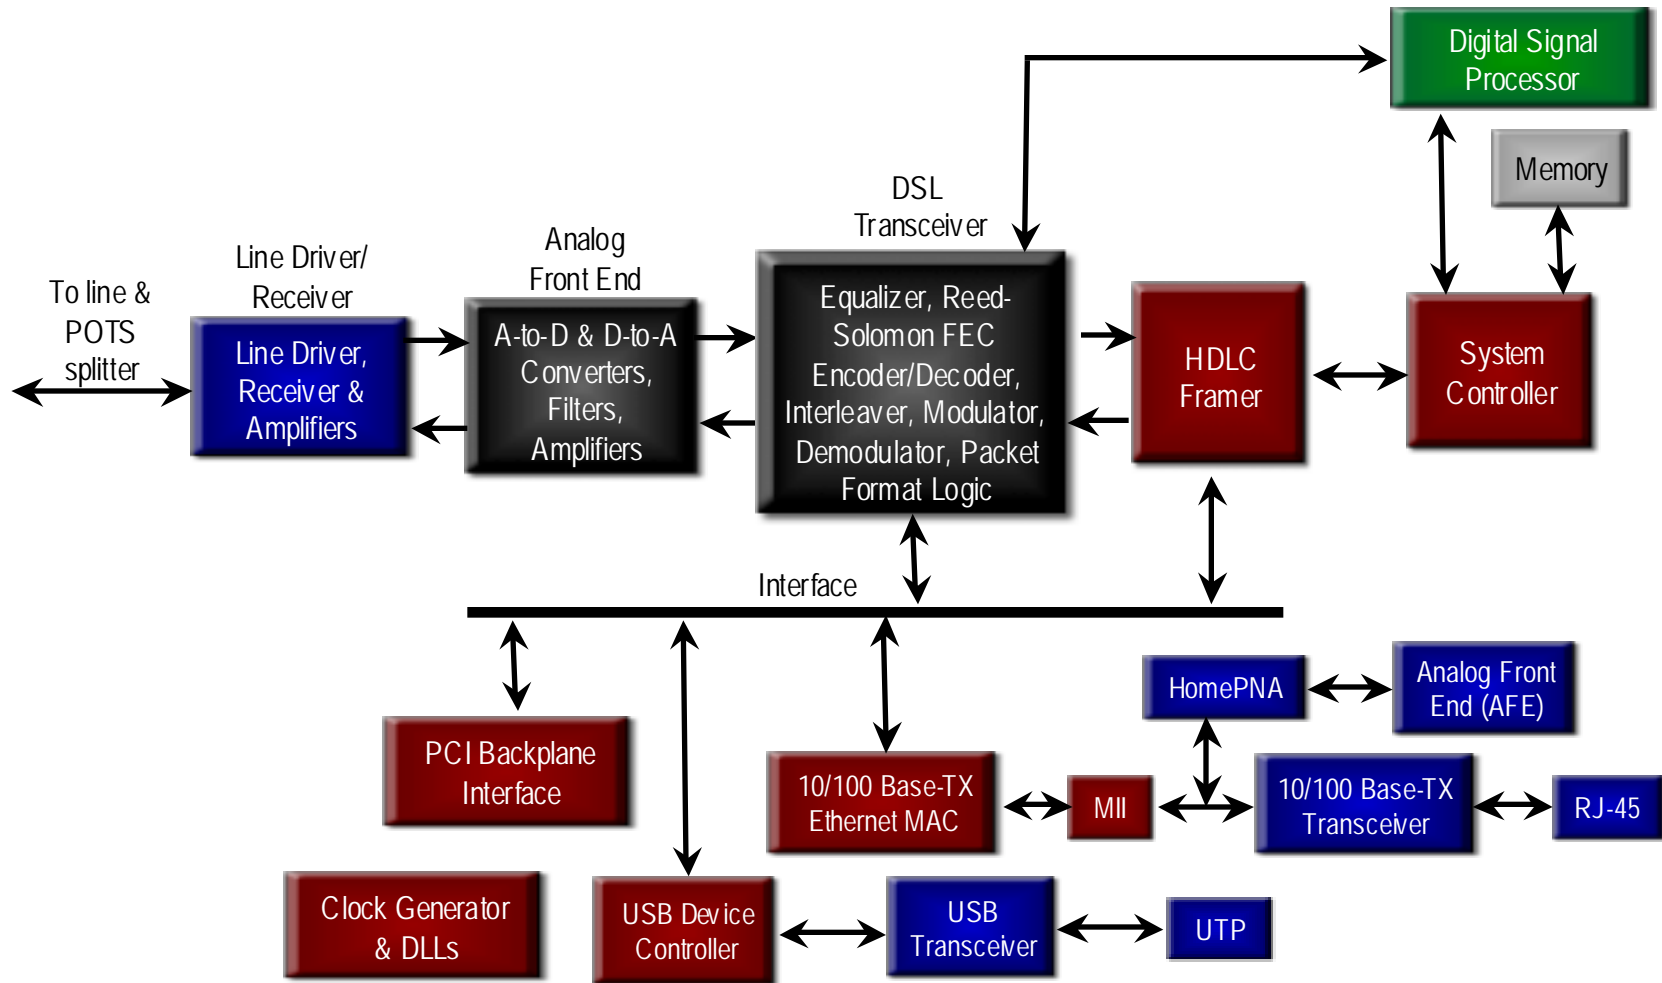 Digital Signal
Processor
Memory
DSL
Transceiver
Analog
Front End
Line Driver/
Receiver
To line &
POTS
splitter
Line Driver,
Receiver &
Amplifiers
A-to-D & D-to-A
Converters,
Filters,
Amplifiers
Equalizer, Reed-
Solomon FEC
Encoder/Decoder,
Interleaver, Modulator,
Demodulator, Packet
Format Logic
HDLC
Framer
System
Controller
Interface
HomePNA
Analog Front
End (AFE)
PCI Backplane
Interface
10/100 Base-TX
Ethernet MAC
MII
10/100 Base-TX
Transceiver
RJ-45
Clock Generator
& DLLs
USB Device
Controller
USB
Transceiver
UTP